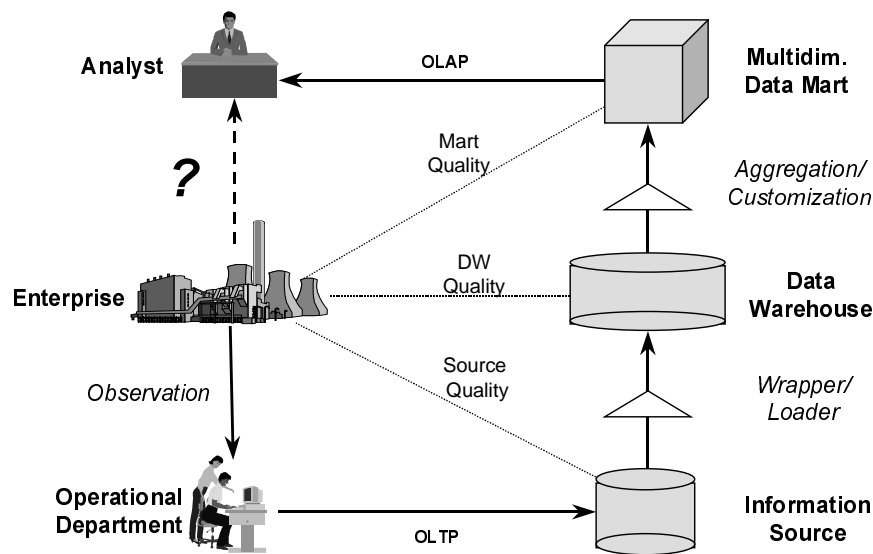 Analyst
OLAP
Multidim.
Data Mart
Mart
Quality
?
Aggregation/
Customization
Enterprise
DW
Quality
Data
Warehouse
Observation
Source
Quality
Wrapper/
Loader
Operational
Department
OLTP
Information
Source